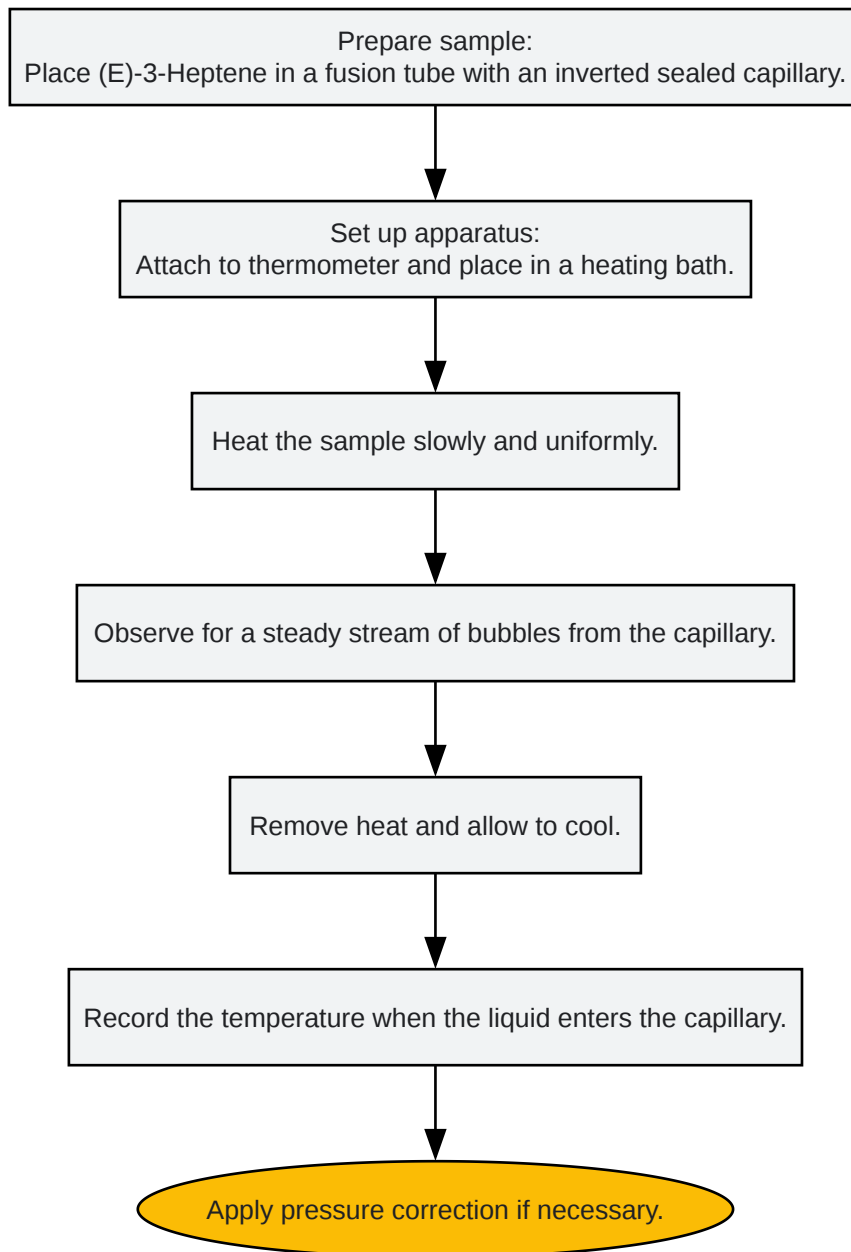 Prepare sample:
Place (E)-3-Heptene in a fusion tube with an inverted sealed capillary.
Set up apparatus:
Attach to thermometer and place in a heating bath.
Heat the sample slowly and uniformly.
Observe for a steady stream of bubbles from the capillary.
Remove heat and allow to cool.
Record the temperature when the liquid enters the capillary.
Apply pressure correction if necessary.